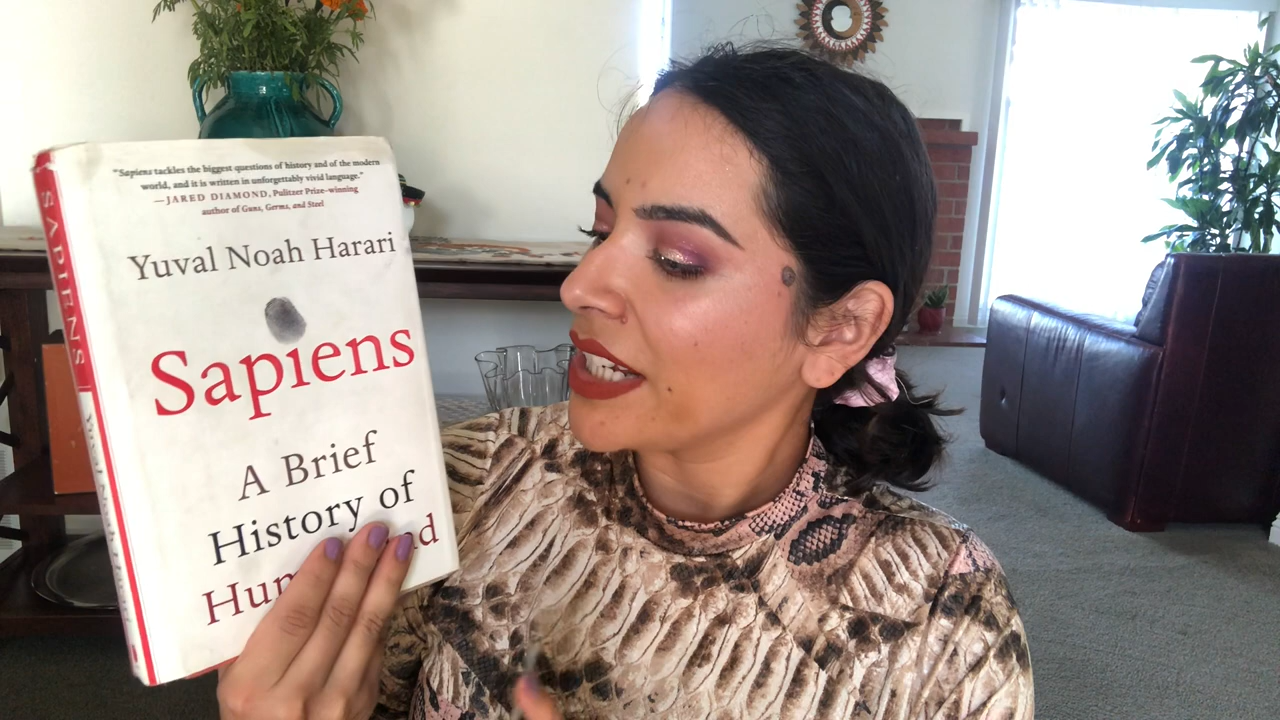 "Sapiens tackles the biggest questions of history and of the modern
world, and it is written in unforgettably vivid language."
—JARED DIAMOND, Pulitzer Prize-winning
author of Guns, Germs, and Steel
Yuval Noah Harari
Sapiens
A Brief
History of
Hum nd
SAPIENS